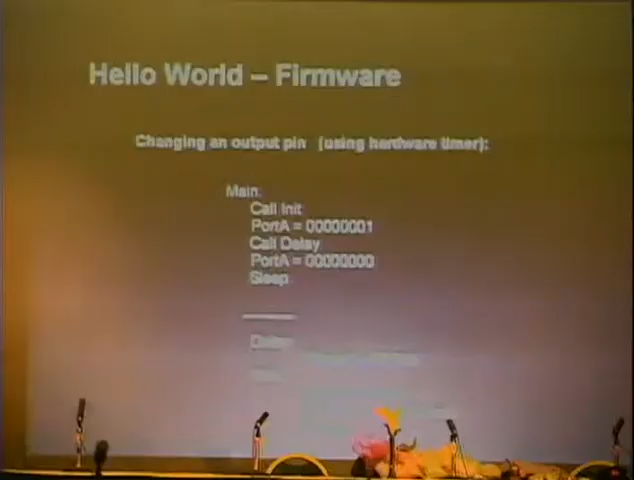 Hello World – Firmware
Changing an output pin (using hardware timer):
Main:
Call Init
PortA = 00000001
Call Delay
PortA = 00000000
Sleep